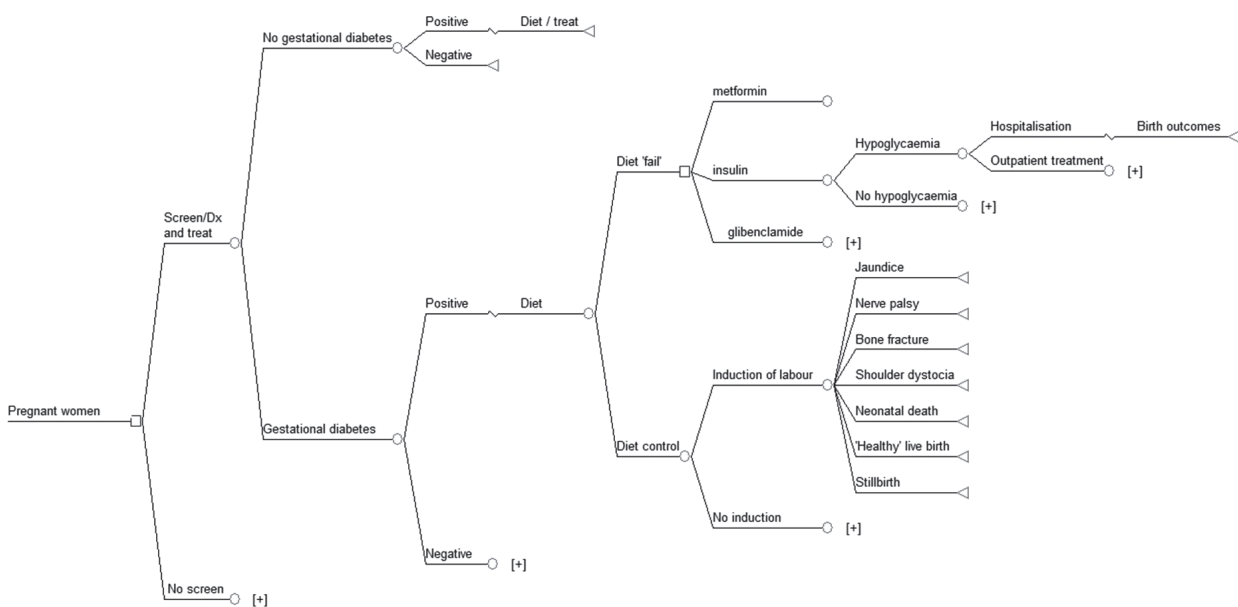 Positive
Diet / treat
No gestational diabetes
Negative
metformin
Hospitalisation
Birth outcomes
Hypoglycaemia
Diet 'fail'
insulin
Outpatient treatment
[+]
No hypoglycaemia
[+]
Screen/Dx
and treat
glibenclamide
[+]
Jaundice
Positive
Diet
Nerve palsy
Bone fracture
Induction of labour
Shoulder dystocia
Pregnant women
Neonatal death
Gestational diabetes
Diet control
'Healthy' live birth
Stillbirth
No induction
[+]
Negative
[+]
No screen
[+]